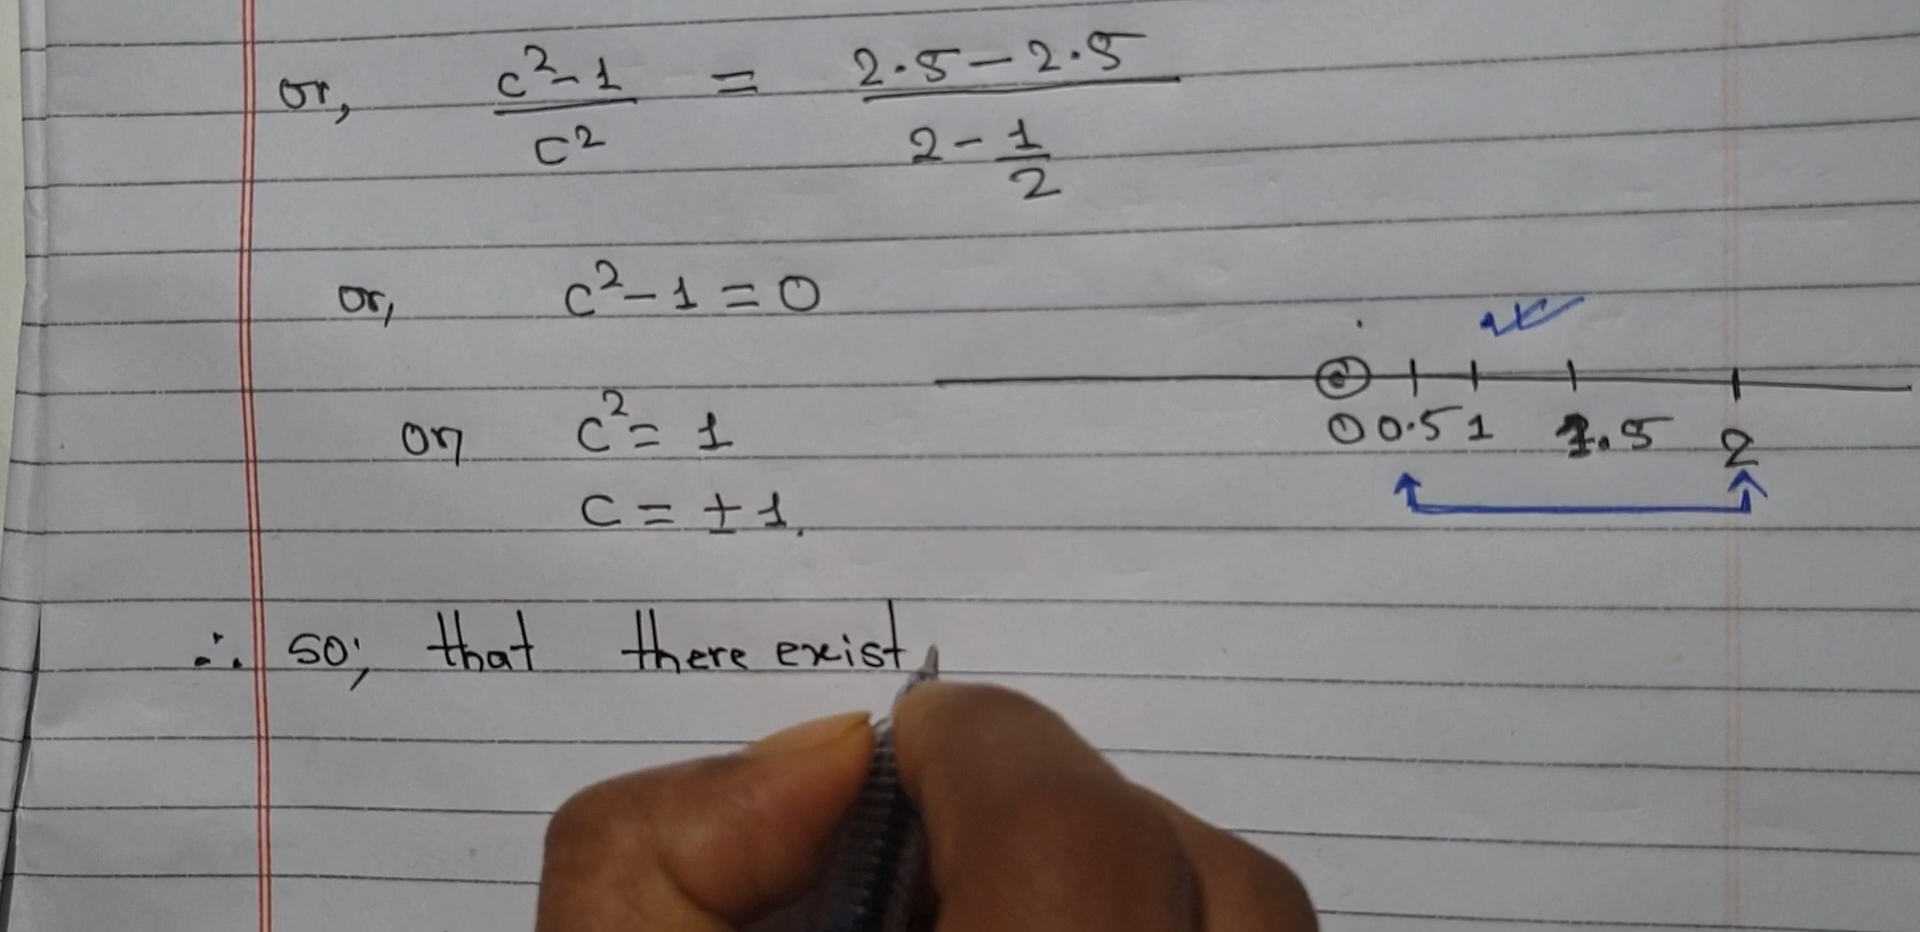 or, c²-1 / c² = 2.5-2.5 / 2 - 1/2
or, c²-1 = 0
or c² = 1
0 0.5 1 1.5 2
c = ±1.
∴ so; that there exist